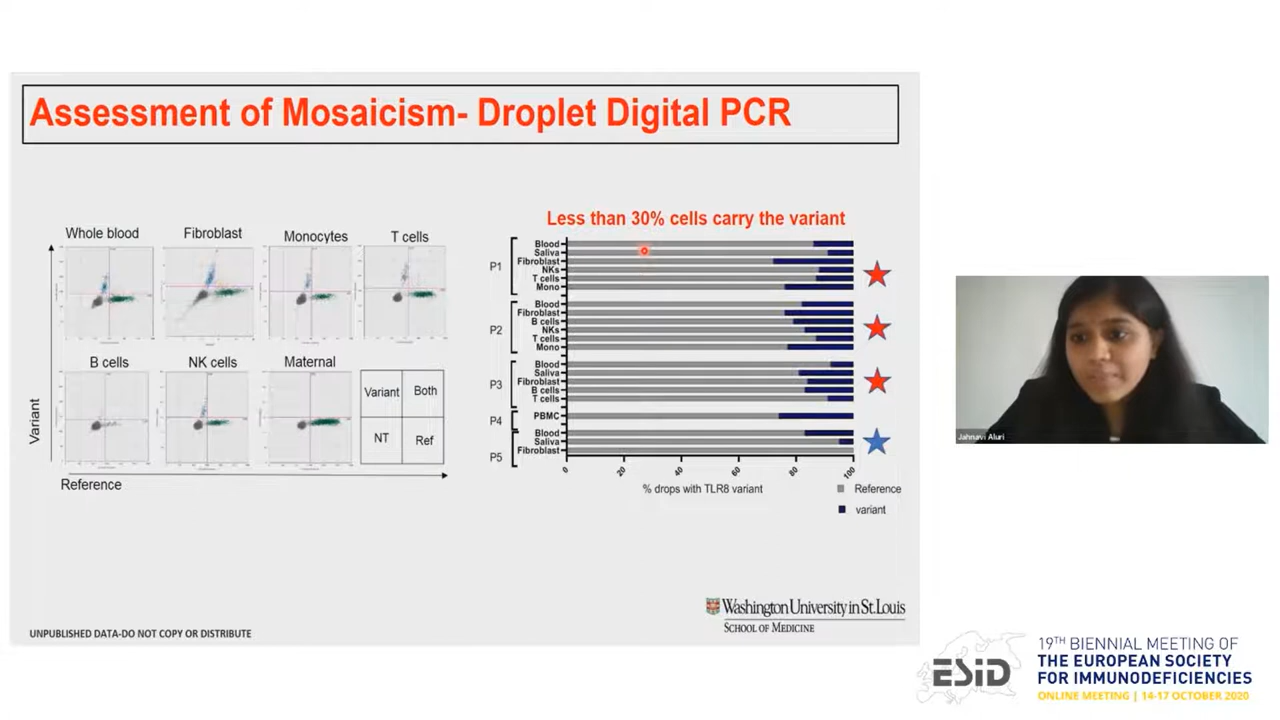 Assessment of Mosaicism- Droplet Digital PCR
Whole blood
Fibroblast
Monocytes
T cells
B cells
NK cells
Maternal
Variant
Both
NT
Ref
Variant
Reference
Less than 30% cells carry the variant
P1
Blood
Saliva
Fibroblast
NKs
T cells
Mono
P2
Blood
Fibroblast
B cells
NKs
T cells
Mono
P3
Blood
Saliva
Fibroblast
B cells
T cells
P4
PBMC
P5
Blood
Saliva
Fibroblast
0
20
40
60
80
100
% drops with TLR8 variant
Reference
variant
Washington University in St. Louis
SCHOOL OF MEDICINE
UNPUBLISHED DATA-DO NOT COPY OR DISTRIBUTE
Jahnavi Aluri
ESID
19TH BIENNIAL MEETING OF
THE EUROPEAN SOCIETY
FOR IMMUNODEFICIENCIES
ONLINE MEETING | 14-17 OCTOBER 2020